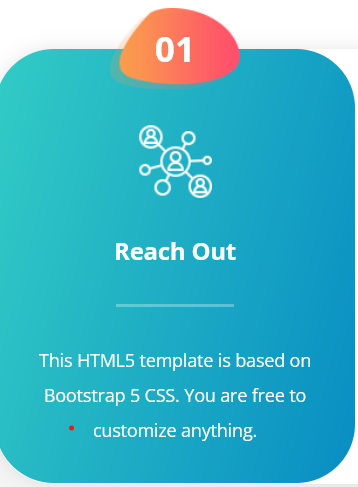 01
Reach Out
This HTML5 template is based on
Bootstrap 5 CSS. You are free to
customize anything.